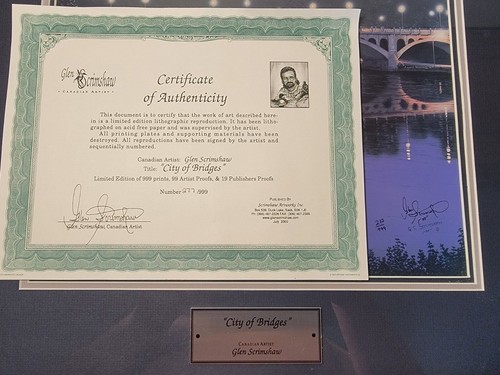 Glen Scrimshaw
" CANADIAN ARTIST "
Certificate
of Authenticity
This document is to certify that the work of art described here-
in is a limited edition lithographic reproduction. It has been litho-
graphed on acid free paper and was supervised by the artist.
All printing plates and supporting materials have been
destroyed. All reproductions have been signed by the artist and
sequentially numbered.
Canadian Artist: Glen Scrimshaw
Title: "City of Bridges"
Limited Edition of 999 prints, 99 Artist Proofs, & 19 Publishers Proofs
Number 277/999
Glen Scrimshaw, Canadian Artist
PUBLISHED BY
Scrimshaw Artworks Inc
July 2003
"City of Bridges"
CANADIAN ARTIST
Glen Scrimshaw